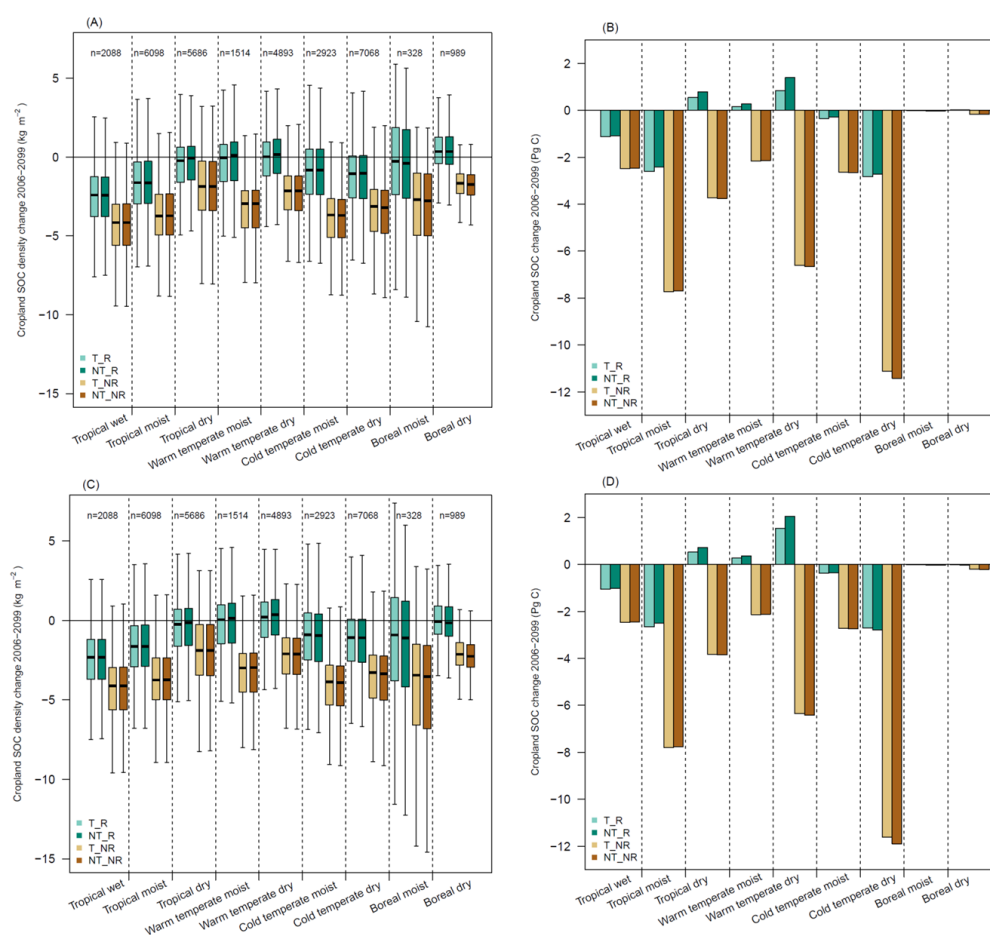 (A)
Cropland SOC density change 2006−2099 (kg m⁻²)
n=2088 n=6098 n=5686 n=1514 n=4893 n=2923 n=7068 n=328 n=989
5
0
−5
−10
−15
T_R
NT_R
T_NR
NT_NR
Tropical wet
Tropical moist
Tropical dry
Warm temperate moist
Warm temperate dry
Cold temperate moist
Cold temperate dry
Boreal moist
Boreal dry
(B)
Cropland SOC change 2006−2099 (Pg C)
2
0
−2
−4
−6
−8
−10
−12
T_R
NT_R
T_NR
NT_NR
Tropical wet
Tropical moist
Tropical dry
Warm temperate moist
Warm temperate dry
Cold temperate moist
Cold temperate dry
Boreal moist
Boreal dry
(C)
Cropland SOC density change 2006−2099 (kg m⁻²)
n=2088 n=6098 n=5686 n=1514 n=4893 n=2923 n=7068 n=328 n=989
5
0
−5
−10
−15
T_R
NT_R
T_NR
NT_NR
Tropical wet
Tropical moist
Tropical dry
Warm temperate moist
Warm temperate dry
Cold temperate moist
Cold temperate dry
Boreal moist
Boreal dry
(D)
Cropland SOC change 2006−2099 (Pg C)
2
0
−2
−4
−6
−8
−10
−12
T_R
NT_R
T_NR
NT_NR
Tropical wet
Tropical moist
Tropical dry
Warm temperate moist
Warm temperate dry
Cold temperate moist
Cold temperate dry
Boreal moist
Boreal dry